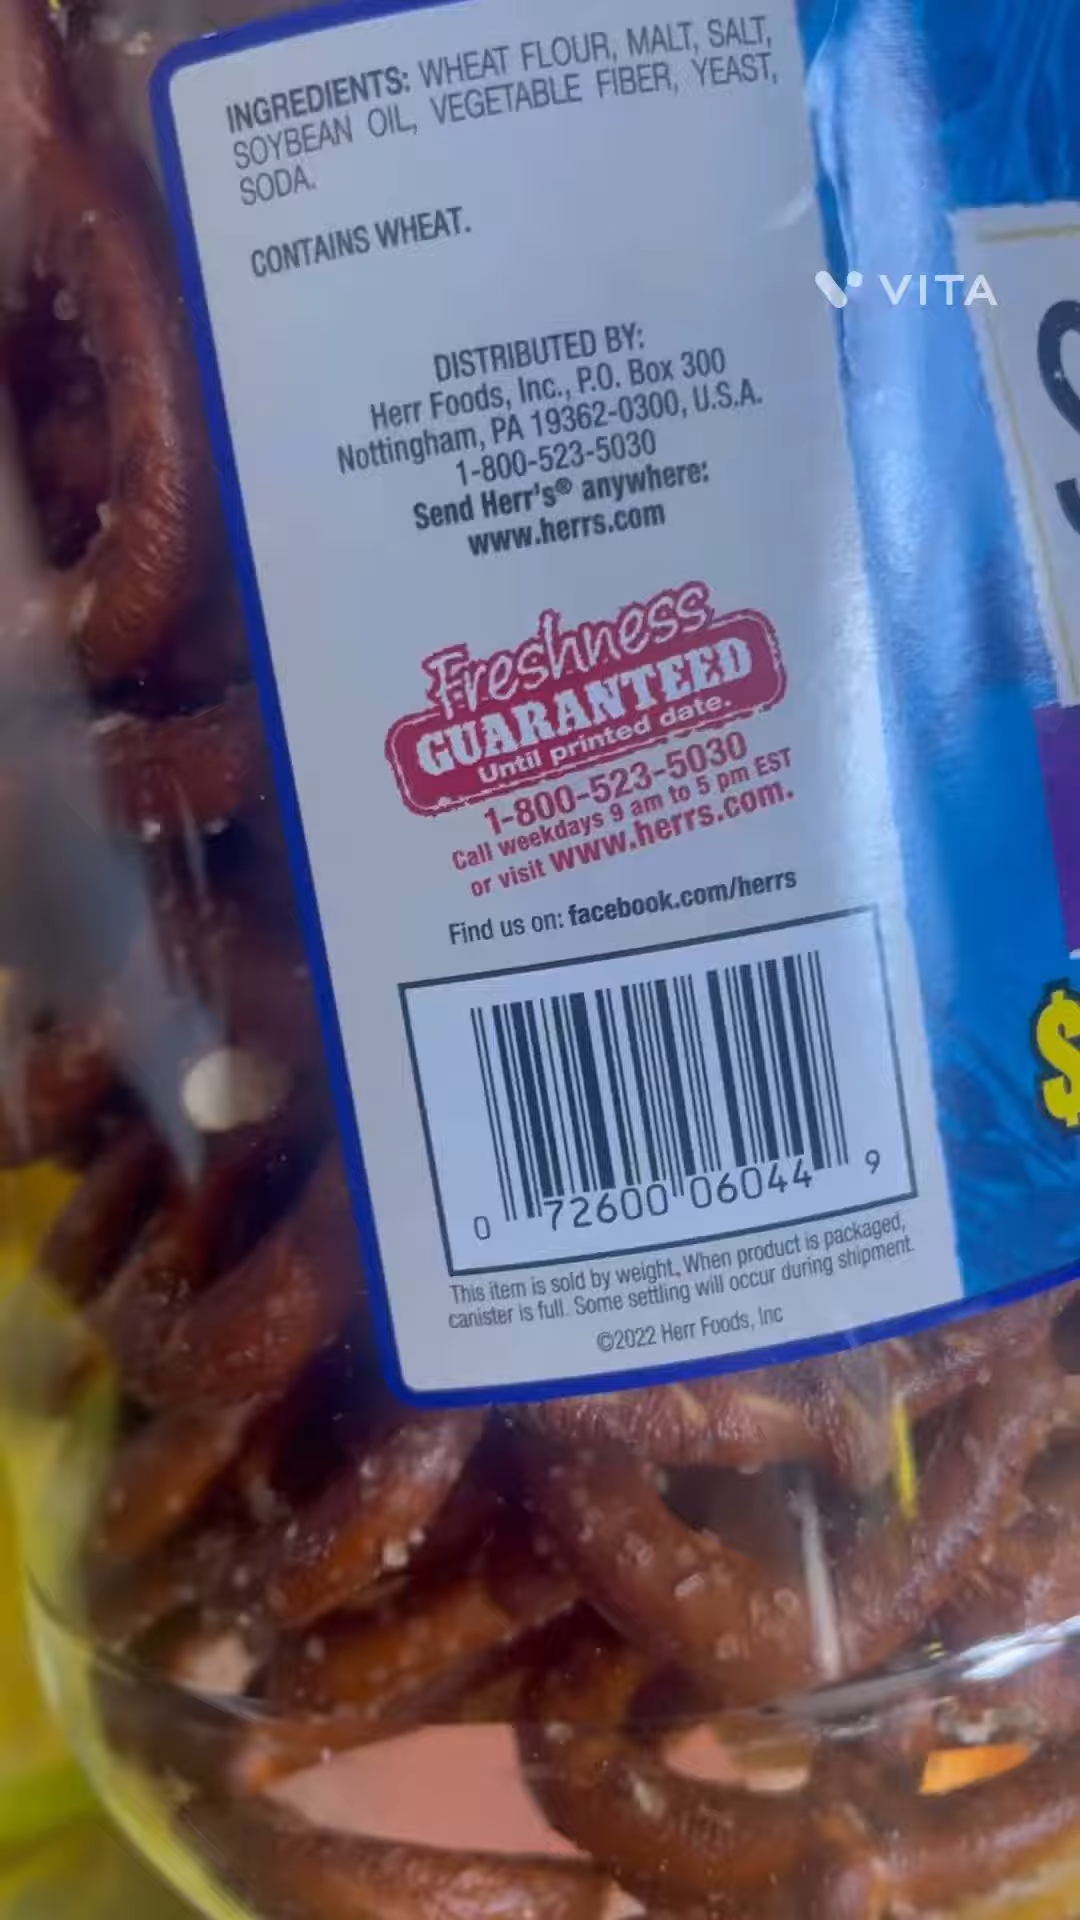 INGREDIENTS: WHEAT FLOUR, MALT, SALT,
SOYBEAN OIL, VEGETABLE FIBER, YEAST,
SODA.
CONTAINS WHEAT.
VITA
DISTRIBUTED BY:
Herr Foods, Inc., P.O. Box 300
Nottingham, PA 19362-0300, U.S.A.
1-800-523-5030
Send Herr's® anywhere:
www.herrs.com
Freshness
GUARANTEED
Until printed date.
1-800-523-5030
Call weekdays 9 am to 5 pm EST
or visit www.herrs.com.
Find us on: facebook.com/herrs
0 72600 06044 9
$
This item is sold by weight, When product is packaged,
canister is full. Some settling will occur during shipment.
©2022 Herr Foods, Inc